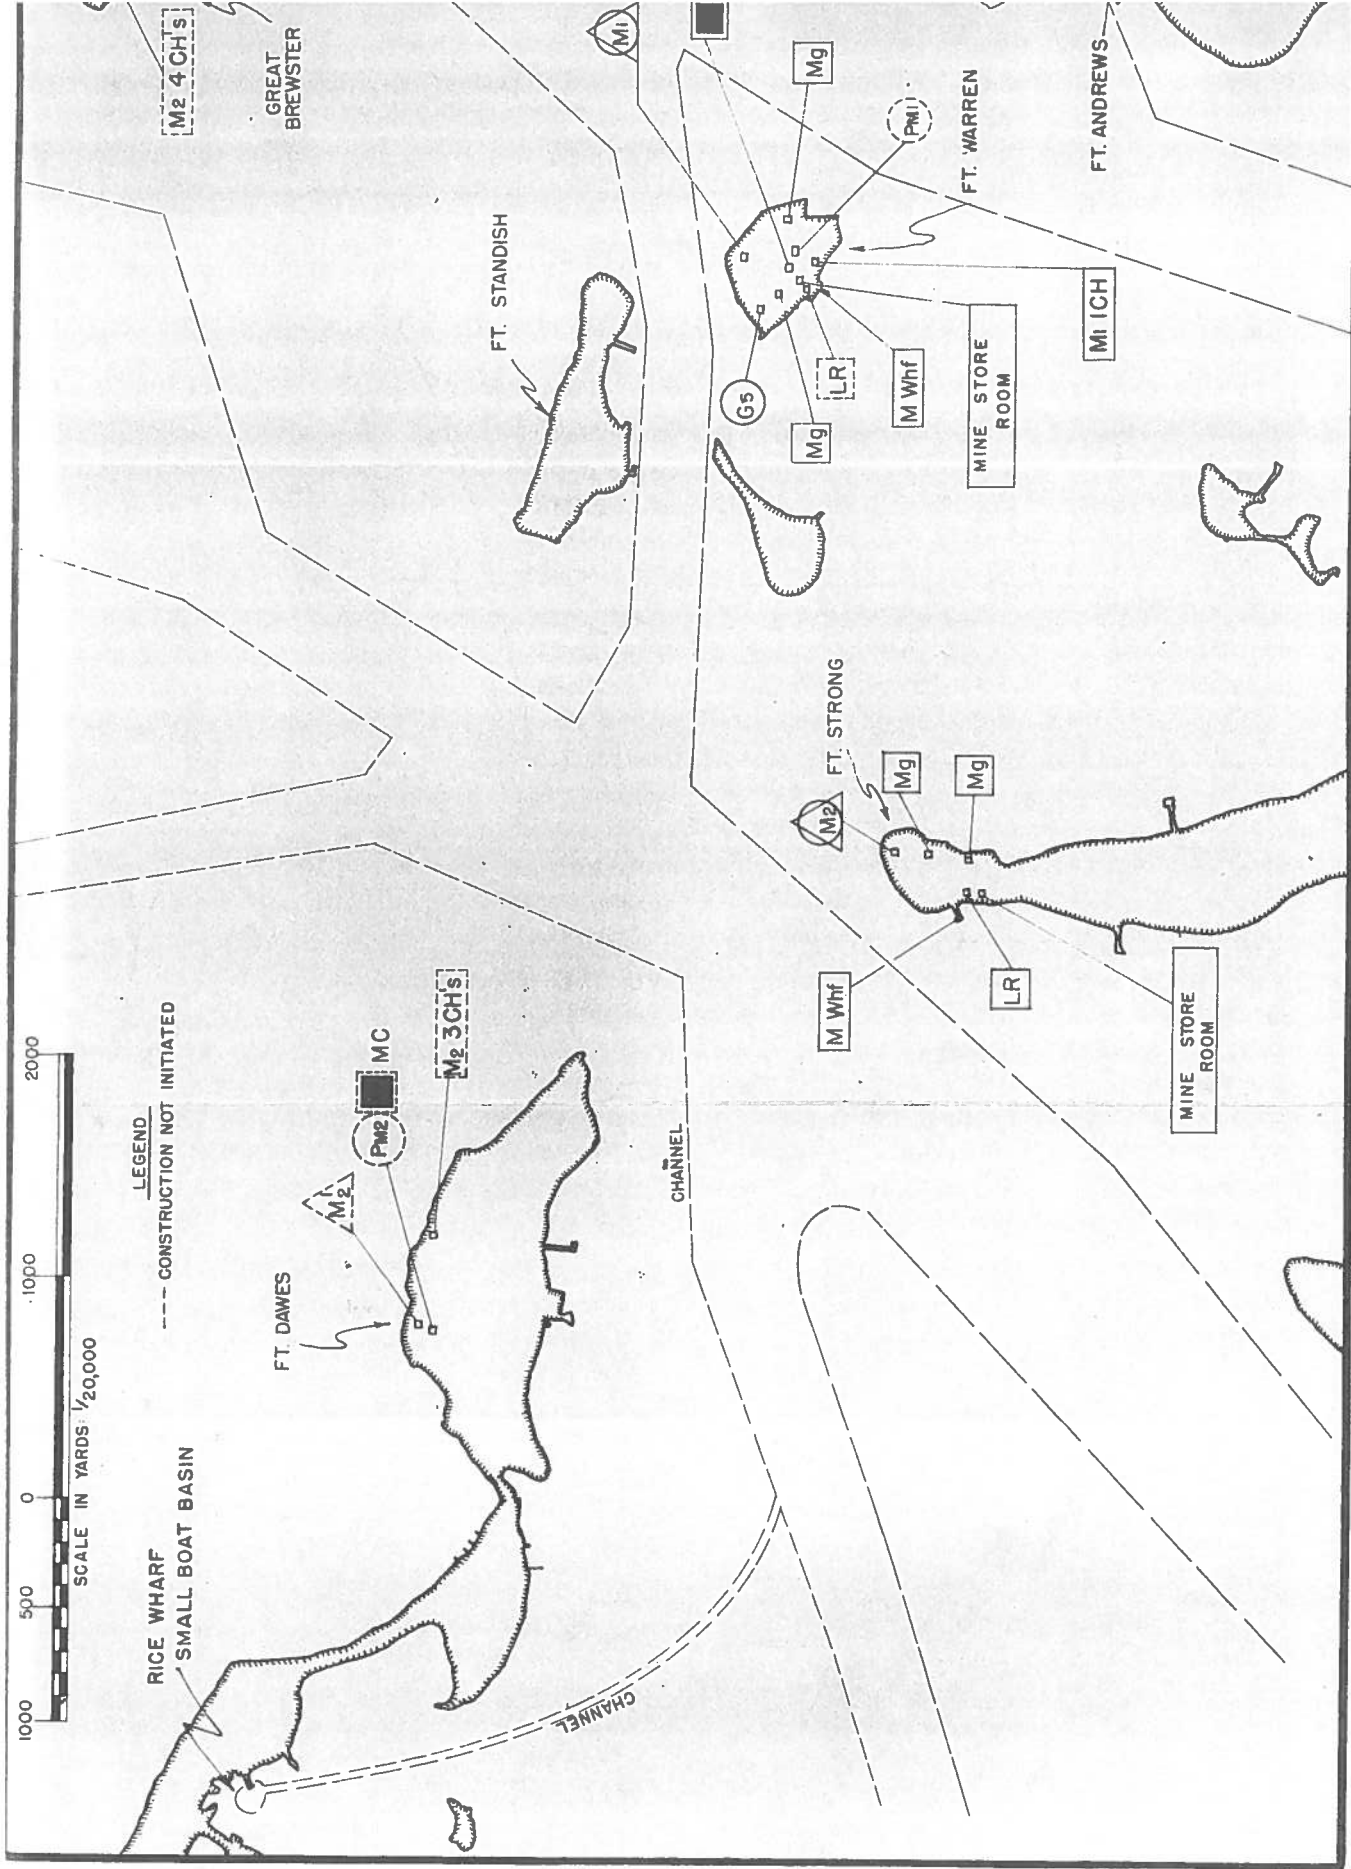 RICE WHARF
SMALL BOAT BASIN
1000
500
0
1000
2000
SCALE IN YARDS 1/20,000
LEGEND
---- CONSTRUCTION NOT INITIATED
M2 4 CH's
GREAT
BREWSTER
FT. DAWES
M'2
PM2
MC
M2 3CH's
FT. STANDISH
M1
CHANNEL
CHANNEL
Mg
PM1
FT. WARREN
FT. ANDREWS
G5
Mg
LR
M Whf
MINE STORE
ROOM
M1 1CH
FT. STRONG
M2
Mg
Mg
M Whf
LR
MINE STORE
ROOM